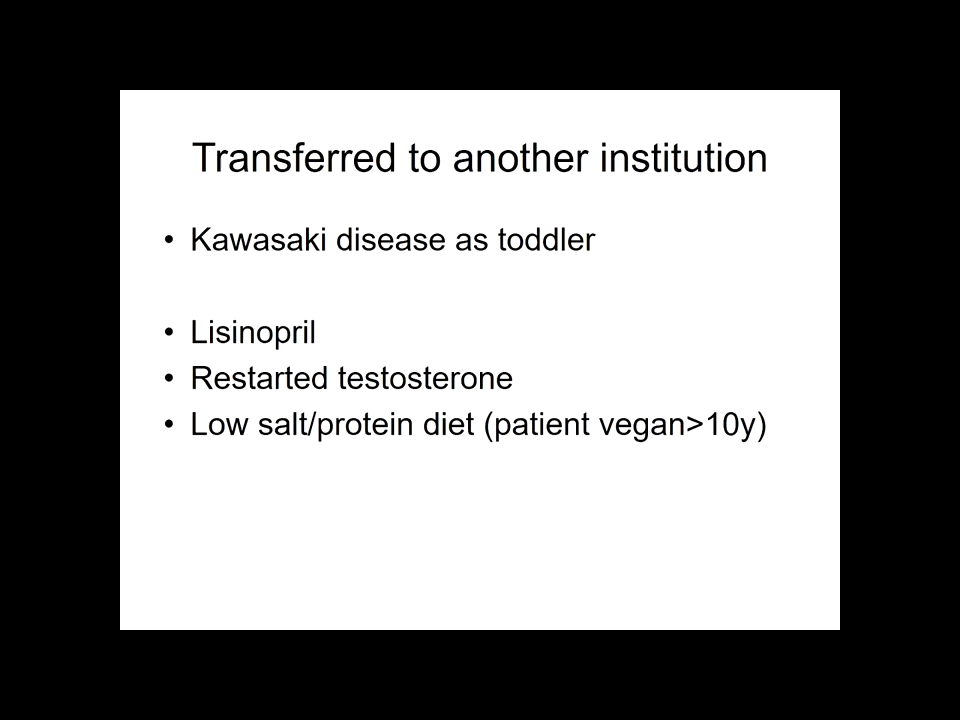 Transferred to another institution
• Kawasaki disease as toddler
• Lisinopril
• Restarted testosterone
• Low salt/protein diet (patient vegan>10y)